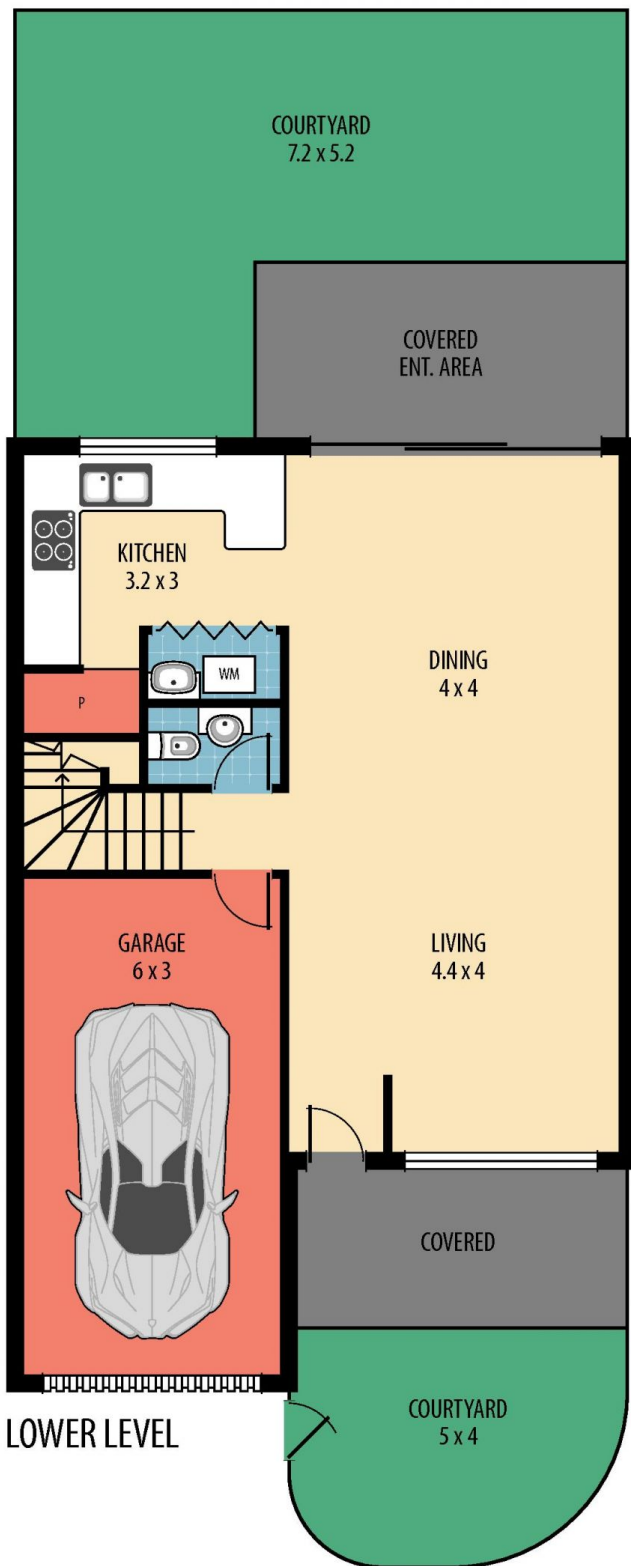 COURTYARD
7.2 x 5.2
COVERED
ENT. AREA
KITCHEN
3.2 x 3
WM
DINING
4 x 4
P
GARAGE
6 x 3
LIVING
4.4 x 4
COVERED
COURTYARD
5 x 4
LOWER LEVEL